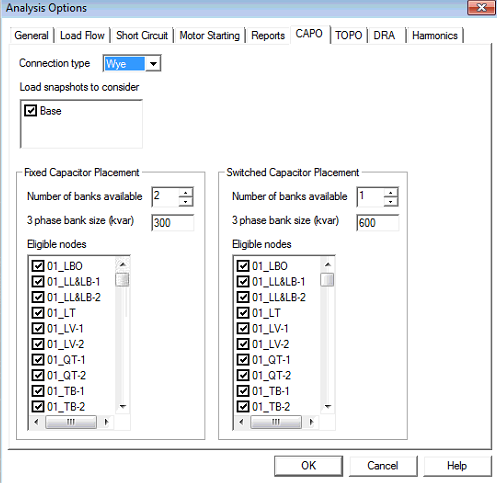 Analysis Options
General Load Flow Short Circuit Motor Starting Reports CAPO TOPO DRA Harmonics
Connection type Wye
Load snapshots to consider
Base
Fixed Capacitor Placement
Number of banks available 2
3 phase bank size (kvar) 300
Eligible nodes
01_LBO
01_LL&LB-1
01_LL&LB-2
01_LT
01_LV-1
01_LV-2
01_QT-1
01_QT-2
01_TB-1
01_TB-2
Switched Capacitor Placement
Number of banks available 1
3 phase bank size (kvar) 600
Eligible nodes
01_LBO
01_LL&LB-1
01_LL&LB-2
01_LT
01_LV-1
01_LV-2
01_QT-1
01_QT-2
01_TB-1
01_TB-2
OK Cancel Help